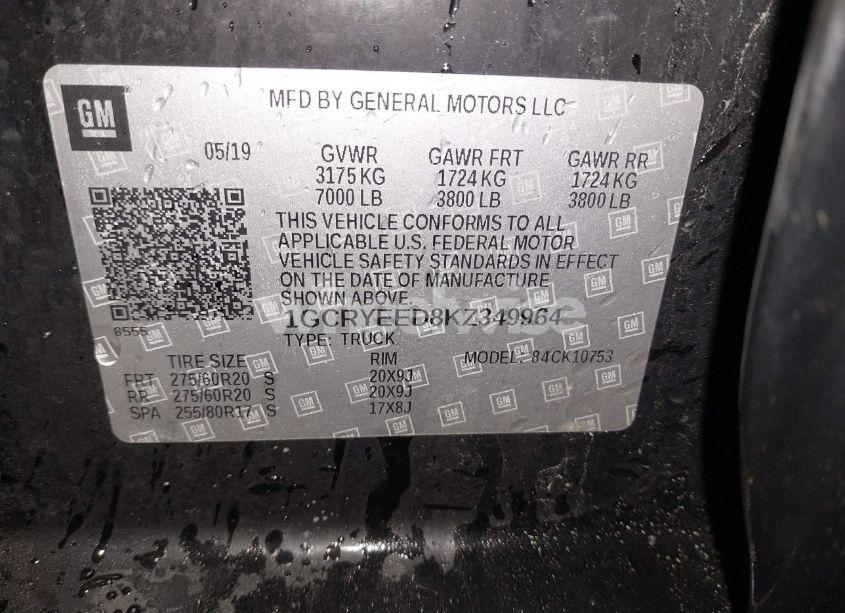 GM
MFD BY GENERAL MOTORS LLC
05/19
GVWR GAWR FRT GAWR RR
3175 KG 1724 KG 1724 KG
7000 LB 3800 LB 3800 LB
THIS VEHICLE CONFORMS TO ALL
APPLICABLE U.S. FEDERAL MOTOR
VEHICLE SAFETY STANDARDS IN EFFECT
ON THE DATE OF MANUFACTURE
SHOWN ABOVE.
8555
1GCRYEED8KZ349964
TYPE: TRUCK MODEL: 84CK10753
TIRE SIZE RIM
FRT 275/60R20 S 20X9J
RR 275/60R20 S 20X9J
SPA 255/80R17 S 17X8J